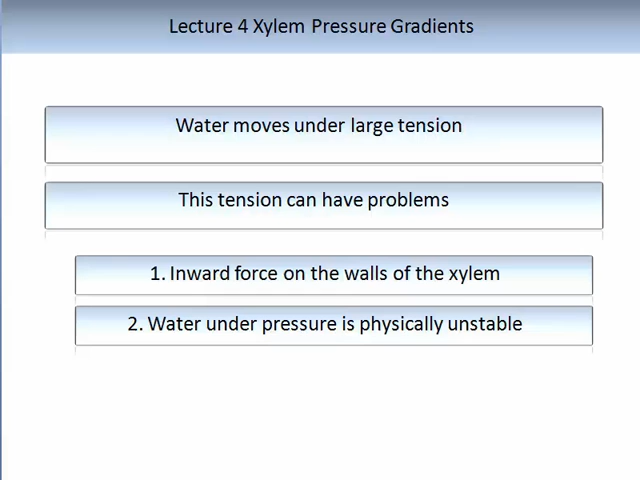 Lecture 4 Xylem Pressure Gradients
Water moves under large tension
This tension can have problems
1. Inward force on the walls of the xylem
2. Water under pressure is physically unstable